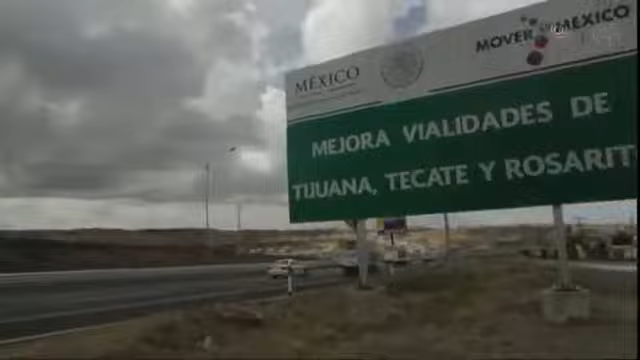 MÉXICO
MOVER A MÉXICO
MEJORA VIALIDADES DE
TIJUANA, TECATE Y ROSARIT